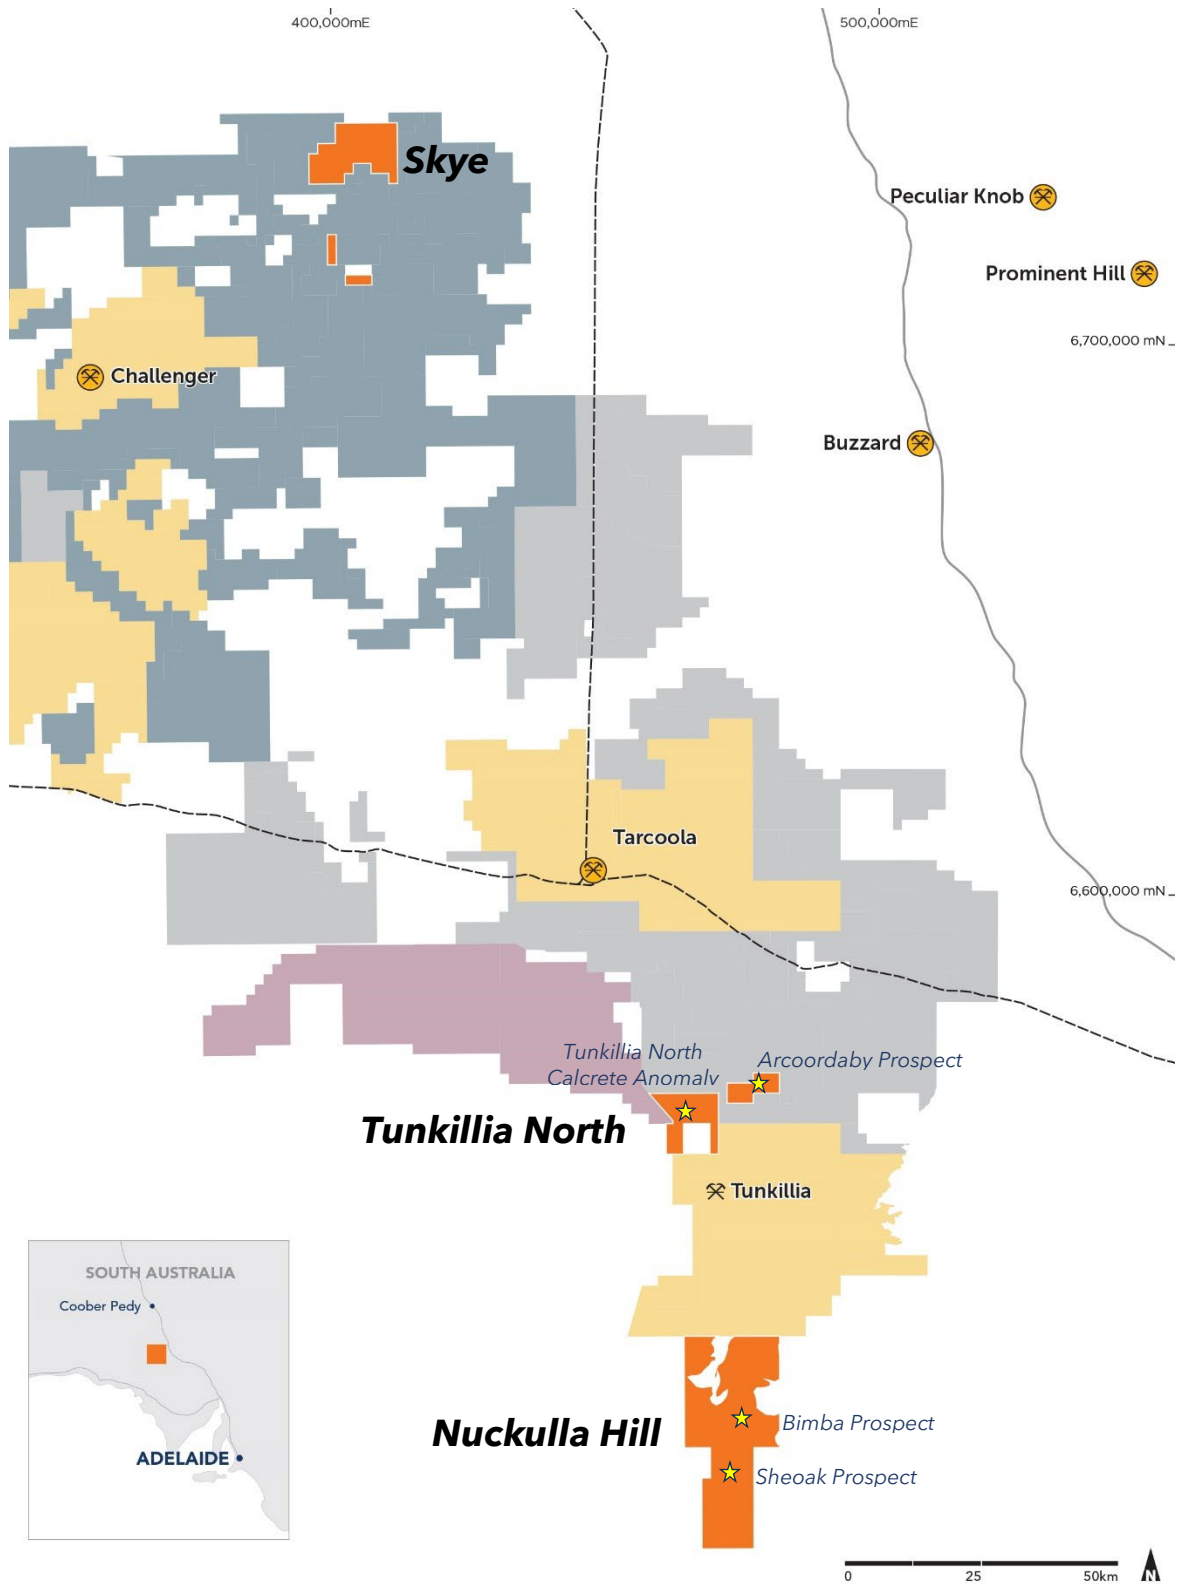 400,000mE
500,000mE
Skye
Peculiar Knob
Prominent Hill
6,700,000 mN
Challenger
Buzzard
Tarcoola
6,600,000 mN
Tunkillia North
Calcrete Anomaly
Arcoordaby Prospect
Tunkillia North
Tunkillia
SOUTH AUSTRALIA
Coober Pedy
ADELAIDE
Nuckulla Hill
Bimba Prospect
Sheoak Prospect
0 25 50km
N